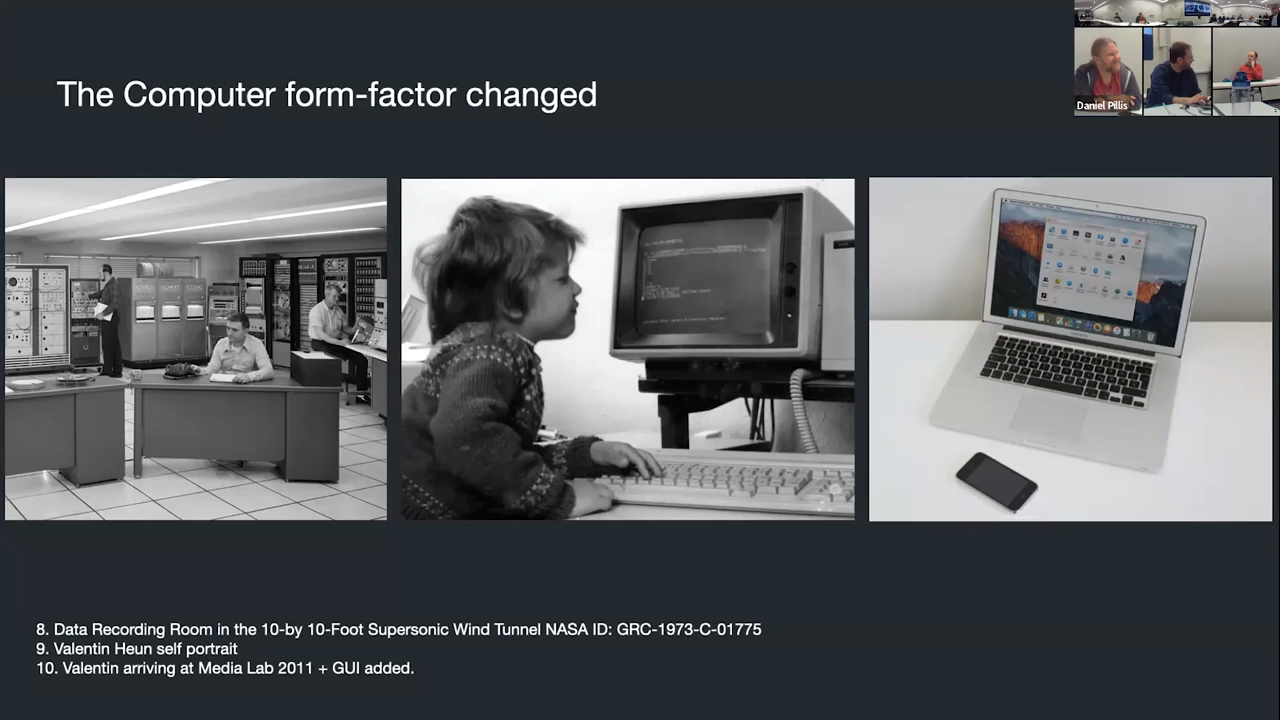 The Computer form-factor changed
Daniel Pillis
8. Data Recording Room in the 10-by 10-Foot Supersonic Wind Tunnel NASA ID: GRC-1973-C-01775
9. Valentin Heun self portrait
10. Valentin arriving at Media Lab 2011 + GUI added.